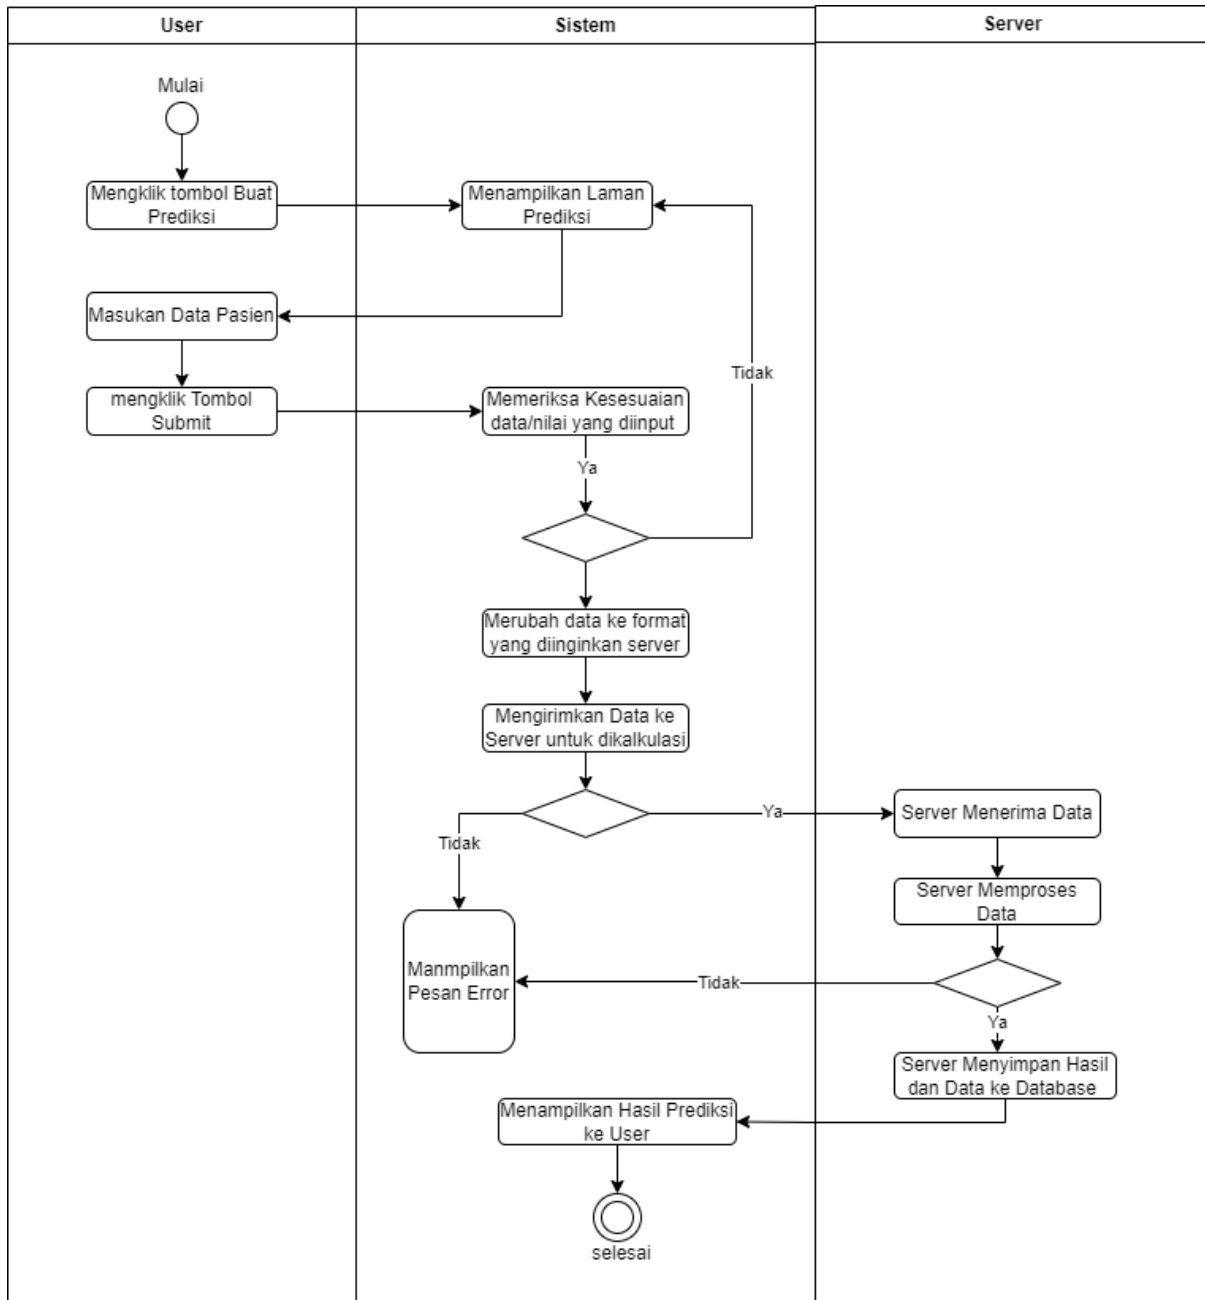 User
Sistem
Server
Mulai
Mengklik tombol Buat
Prediksi
Menampilkan Laman
Prediksi
Masukan Data Pasien
Tidak
mengklik Tombol
Submit
Memeriksa Kesesuaian
data/nilai yang diinput
Ya
Merubah data ke format
yang diinginkan server
Mengirimkan Data ke
Server untuk dikalkulasi
Ya
Server Menerima Data
Tidak
Server Memproses
Data
Manmpilkan
Pesan Error
Tidak
Ya
Server Menyimpan Hasil
dan Data ke Database
Menampilkan Hasil Prediksi
ke User
selesai